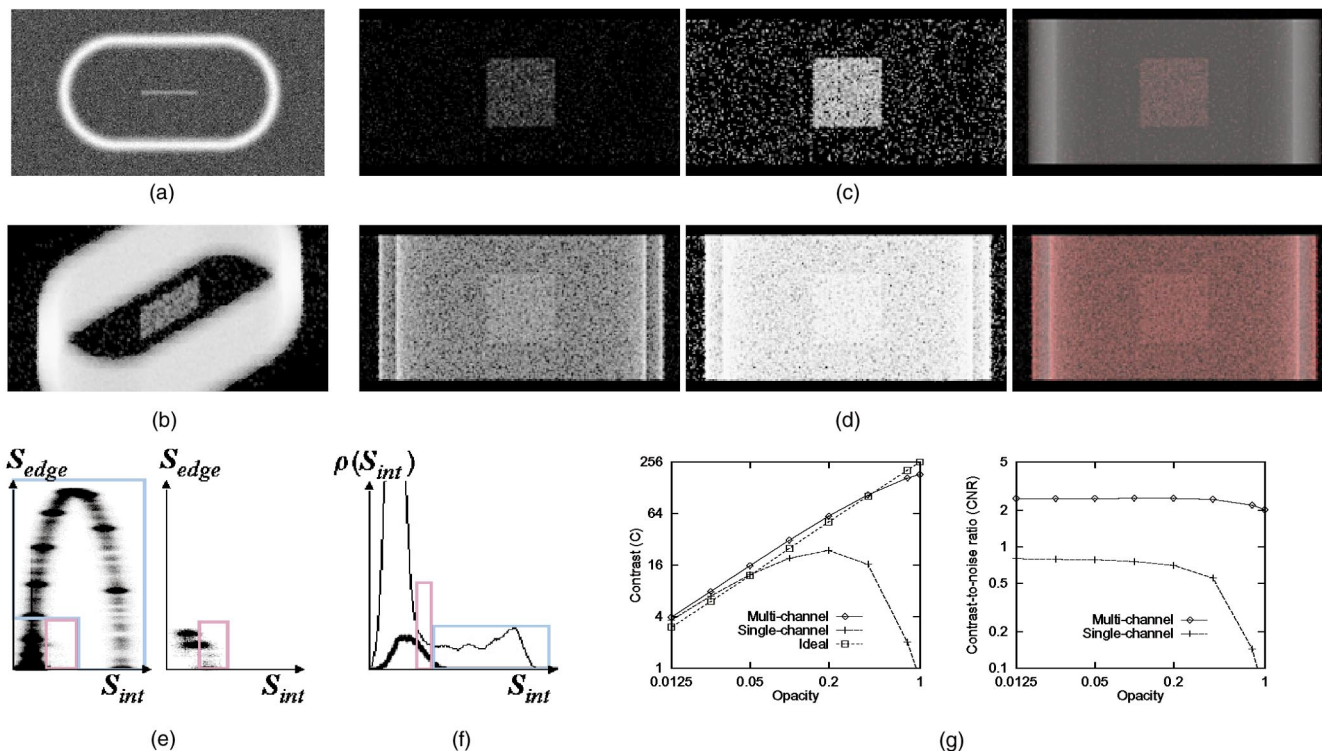 (a)
(c)
(b)
(d)
S_edge
S_int
S_edge
S_int
(e)
ρ(S_int)
S_int
(f)
Contrast (C)
256
64
16
4
1
0.0125
0.05
0.2
1
Opacity
Multi-channel
Single-channel
Ideal
Contrast-to-noise ratio (CNR)
5
2
1
0.5
0.2
0.1
0.0125
0.05
0.2
1
Opacity
Multi-channel
Single-channel
(g)